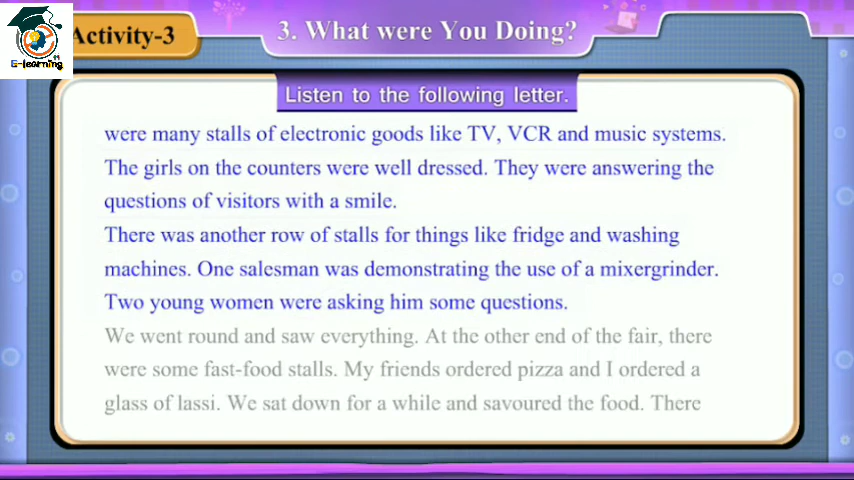 Activity-3
3. What were You Doing?
E-learning
Listen to the following letter.
were many stalls of electronic goods like TV, VCR and music systems.
The girls on the counters were well dressed. They were answering the
questions of visitors with a smile.
There was another row of stalls for things like fridge and washing
machines. One salesman was demonstrating the use of a mixergrinder.
Two young women were asking him some questions.
We went round and saw everything. At the other end of the fair, there
were some fast-food stalls. My friends ordered pizza and I ordered a
glass of lassi. We sat down for a while and savoured the food. There